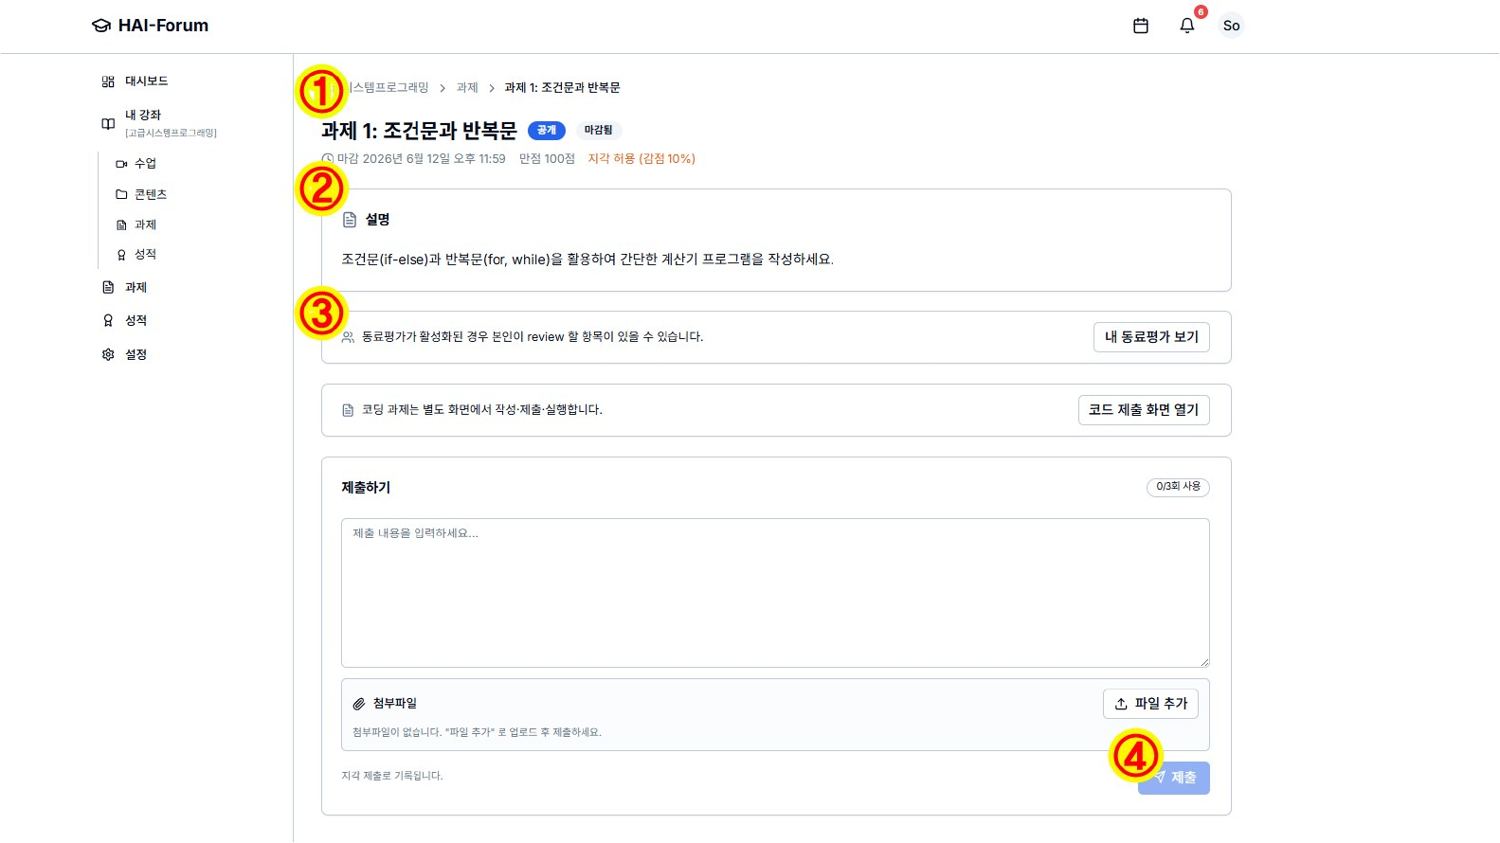 HAI-Forum
6
So
대시보드
내 강좌
[고급시스템프로그래밍]
수업
콘텐츠
과제
성적
과제
성적
설정
①
스템프로그래밍 > 과제 > 과제 1: 조건문과 반복문
과제 1: 조건문과 반복문 공개 마감됨
마감 2026년 6월 12일 오후 11:59 만점 100점 지각 허용 (감점 10%)
②
설명
조건문(if-else)과 반복문(for, while)을 활용하여 간단한 계산기 프로그램을 작성하세요.
③
동료평가가 활성화된 경우 본인이 review 할 항목이 있을 수 있습니다. 내 동료평가 보기
코딩 과제는 별도 화면에서 작성·제출·실행합니다. 코드 제출 화면 열기
제출하기 0/3회 사용
제출 내용을 입력하세요...
첨부파일 파일 추가
첨부파일이 없습니다. "파일 추가" 로 업로드 후 제출하세요.
④
지각 제출로 기록됩니다. 제출